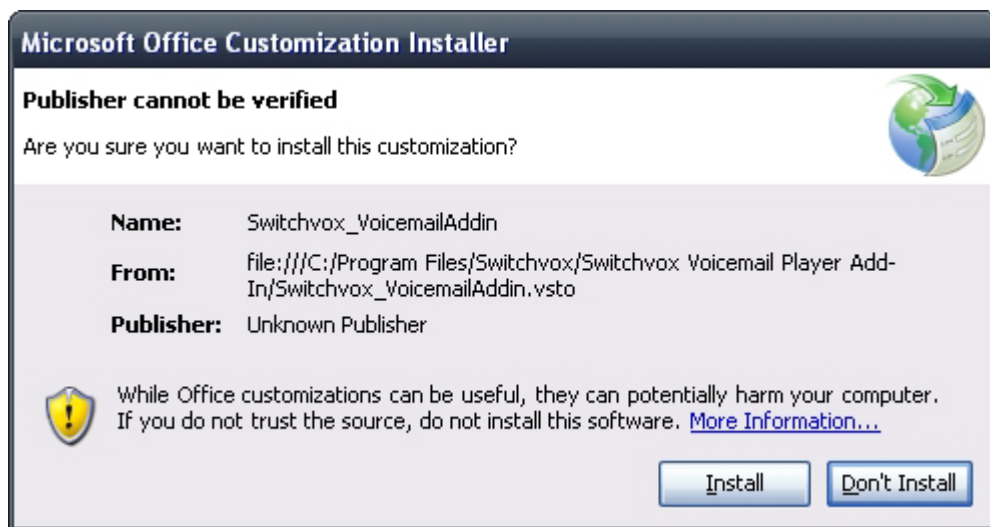 Microsoft Office Customization Installer
Publisher cannot be verified
Are you sure you want to install this customization?
Name: Switchvox_VoicemailAddin
From: file:///C:/Program Files/Switchvox/Switchvox Voicemail Player Add-
In/Switchvox_VoicemailAddin.vsto
Publisher: Unknown Publisher
While Office customizations can be useful, they can potentially harm your computer.
If you do not trust the source, do not install this software. More Information...
Install Don't Install